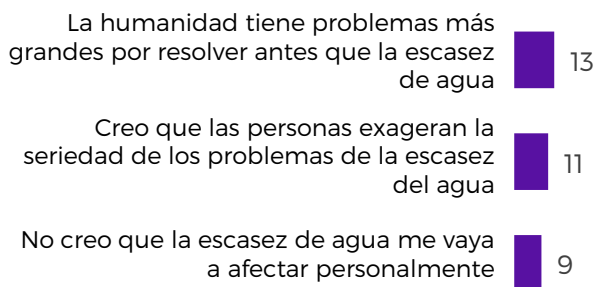 La humanidad tiene problemas más
grandes por resolver antes que la escasez
de agua
13
Creo que las personas exageran la
seriedad de los problemas de la escasez
del agua
11
No creo que la escasez de agua me vaya
a afectar personalmente
9